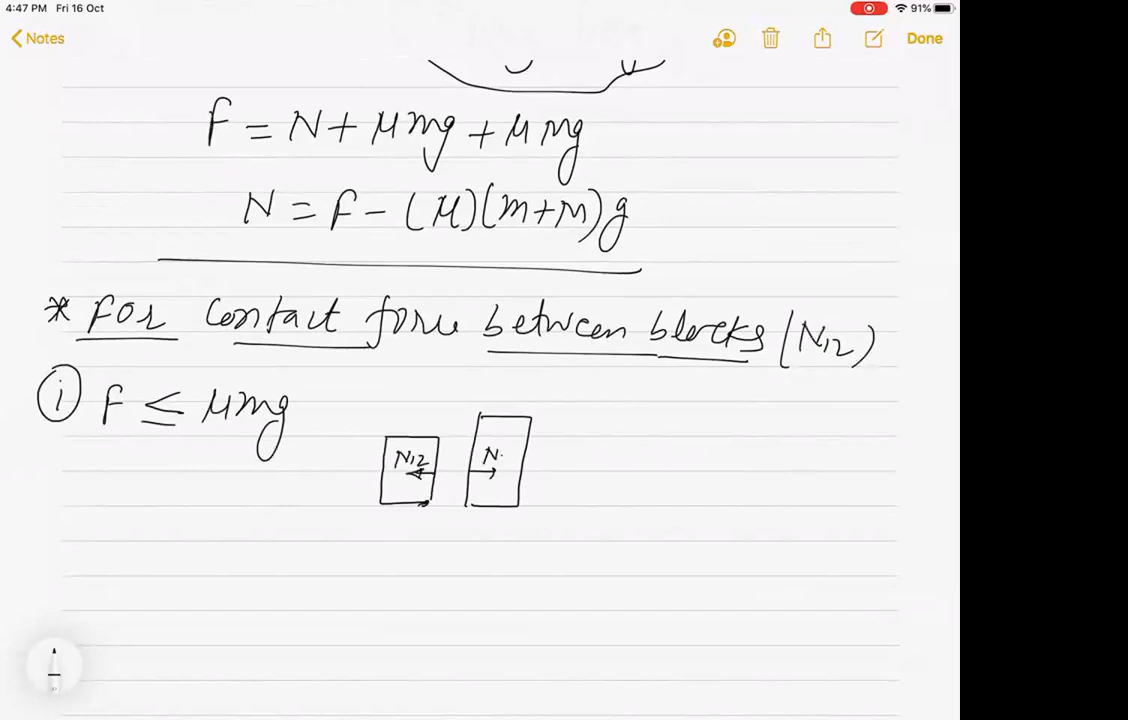 4:47 PM Fri 16 Oct
91%
Notes
Done
F = N + μmg + μMg
N = F - (μ)(m+M)g
* For contact force between blocks (N12)
(i) F ≤ μmg
N12
N.